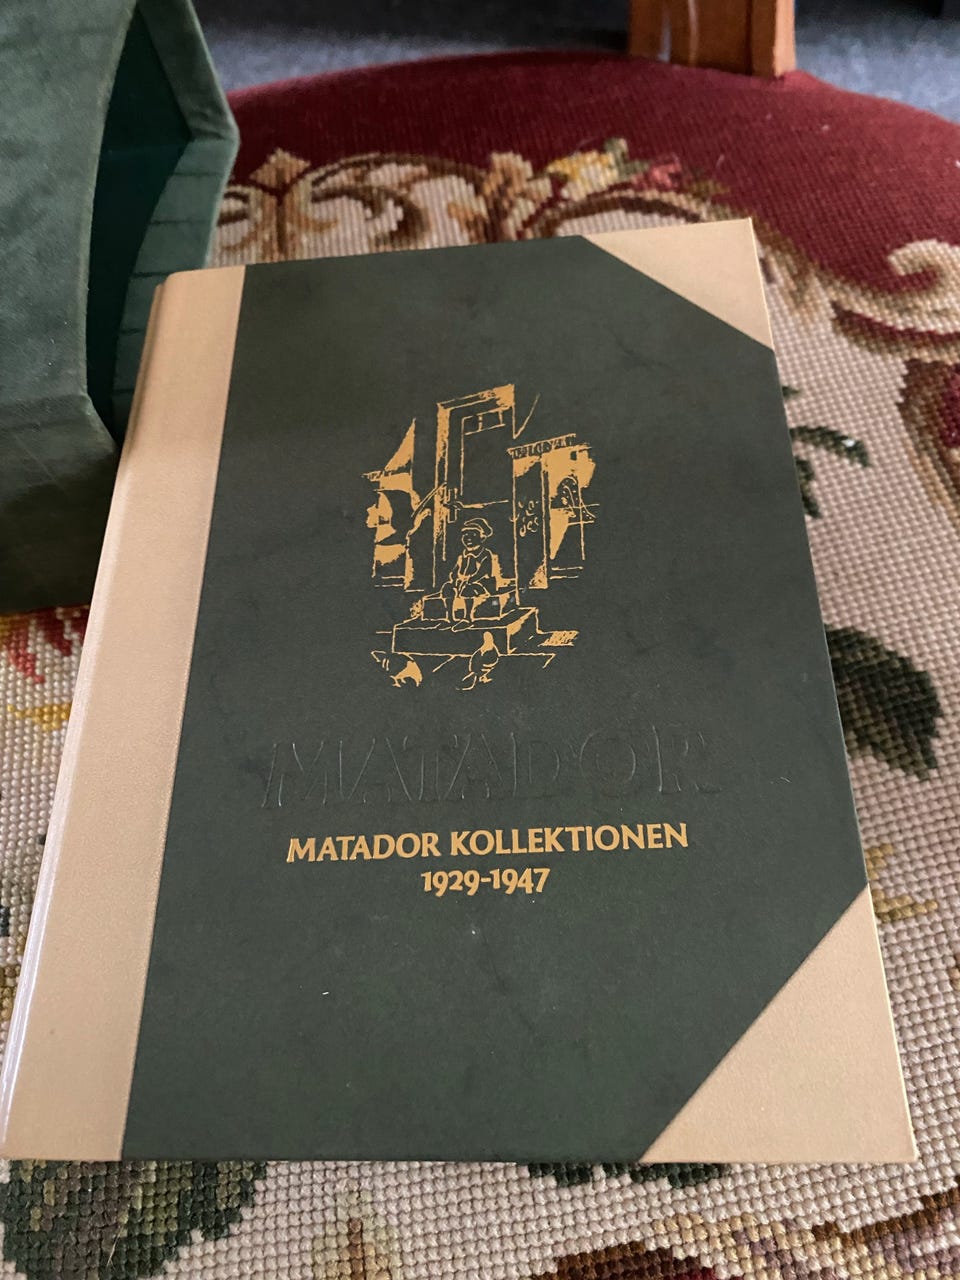 MATADOR
MATADOR KOLLEKTIONEN
1929-1947